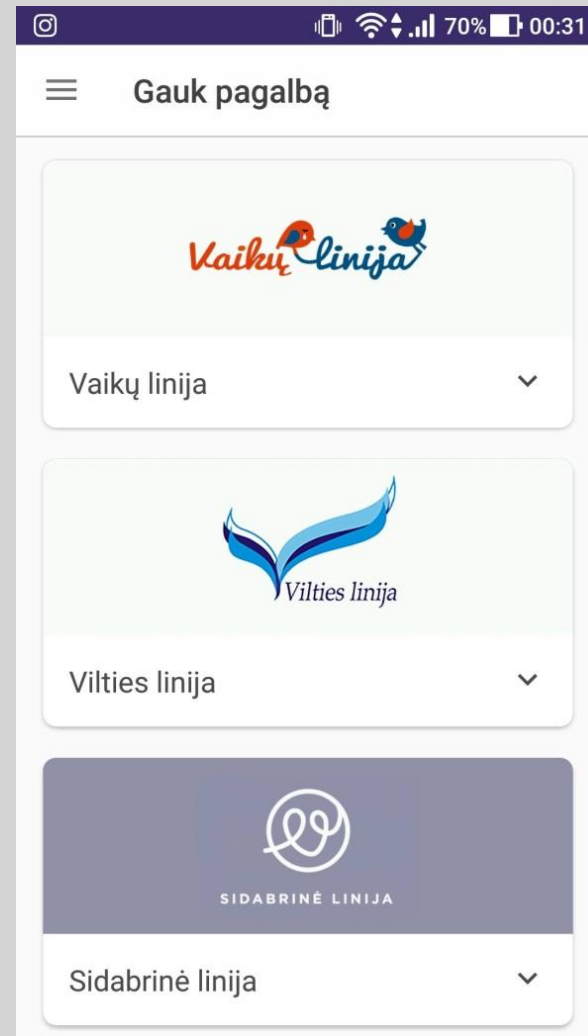 70% 00:31
Gauk pagalbą
Vaikų linija
Vaikų linija
Vilties linija
Vilties linija
SIDABRINĖ LINIJA
Sidabrinė linija